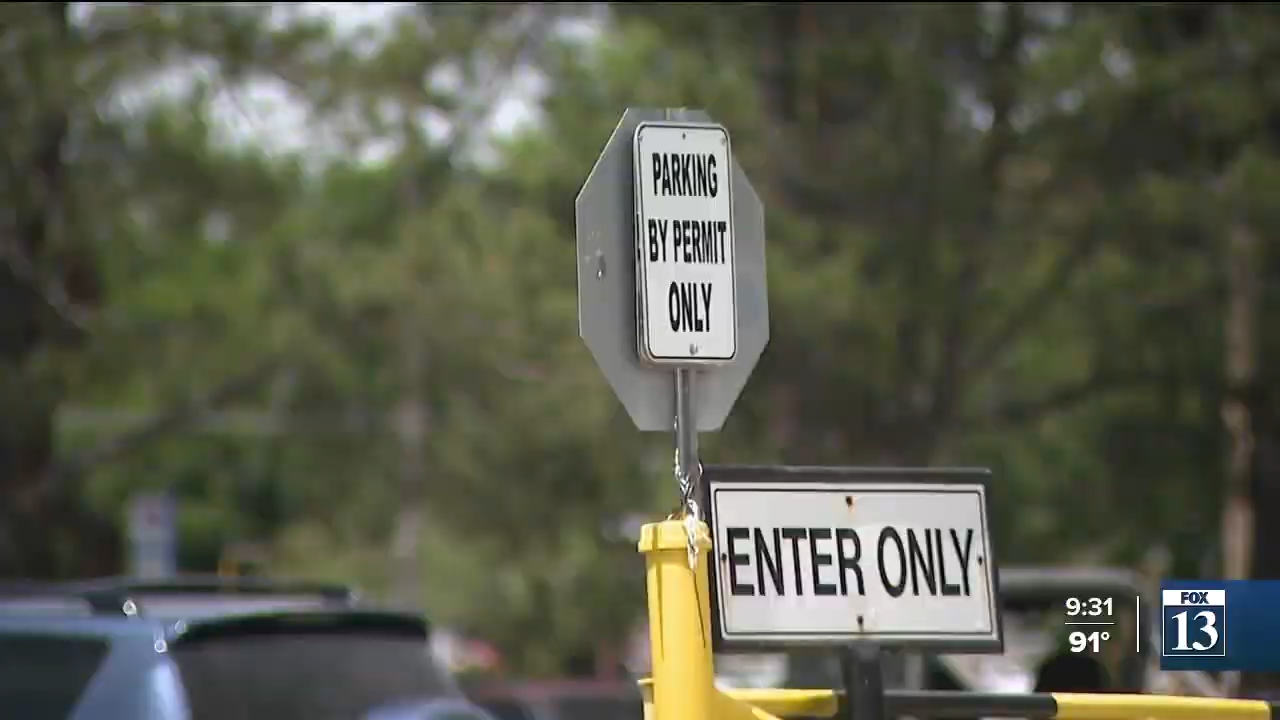 PARKING
BY PERMIT
ONLY
ENTER ONLY
9:31
91°
FOX
13